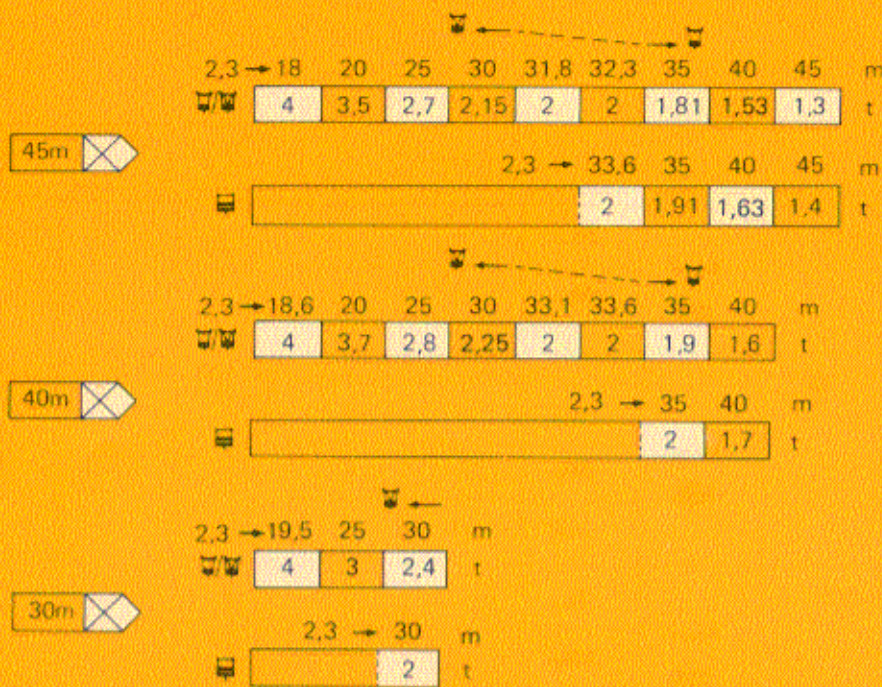 2,3 → 18 20 25 30 31,8 32,3 35 40 45 m
4 3,5 2,7 2,15 2 2 1,81 1,53 1,3 t
45m
2,3 → 33,6 35 40 45 m
2 1,91 1,63 1,4 t
2,3 → 18,6 20 25 30 33,1 33,6 35 40 m
4 3,7 2,8 2,25 2 2 1,9 1,6 t
40m
2,3 → 35 40 m
2 1,7 t
2,3 → 19,5 25 30 m
4 3 2,4 t
30m
2,3 → 30 m
2 t